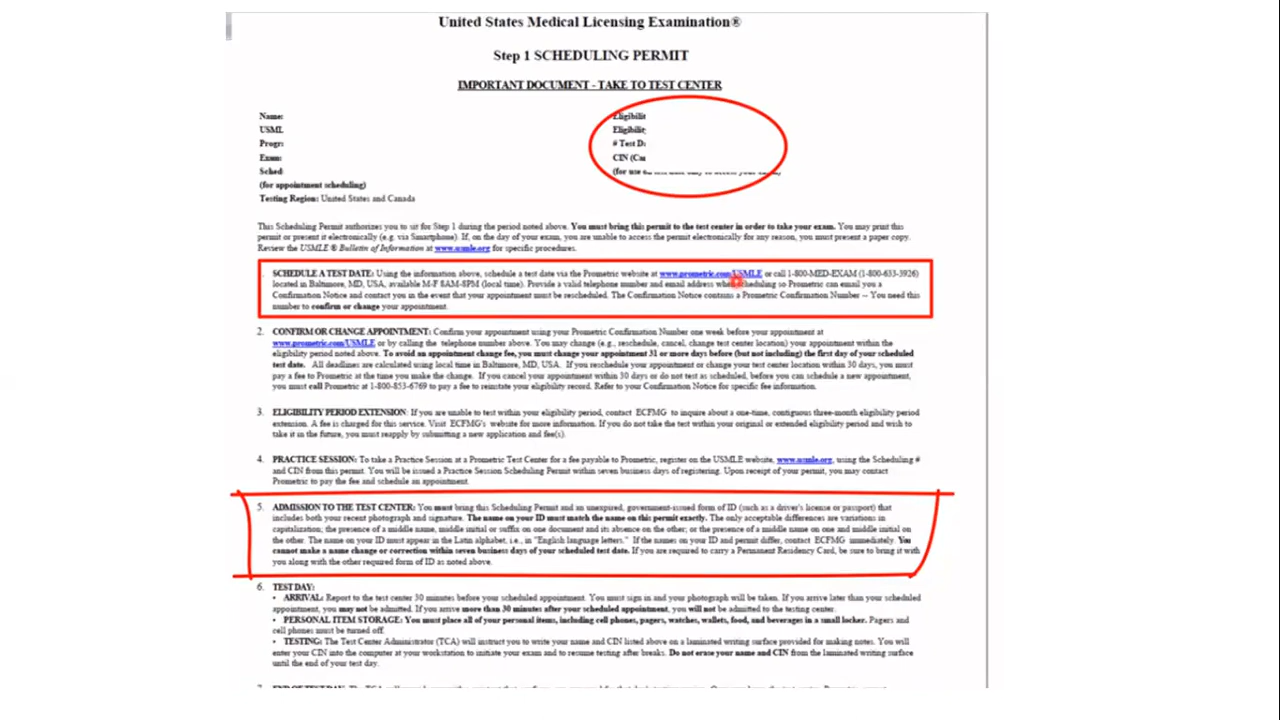 United States Medical Licensing Examination®
Step 1 SCHEDULING PERMIT
IMPORTANT DOCUMENT - TAKE TO TEST CENTER
Name:
USML
Progra
Exam:
Sched
(for appointment scheduling)
Testing Region: United States and Canada
Eligibilit
Eligibility
# Test Da
CIN (Can
(for use on test
This Scheduling Permit authorizes you to sit for Step 1 during the period noted above. You must bring this permit to the test center in order to take your exam. You may print this
permit or present it electronically (e.g. via Smartphone). If, on the day of your exam, you are unable to access the permit electronically for any reason, you must present a paper copy.
Review the USMLE ® Bulletin of Information at www.usmle.org for specific procedures.
SCHEDULE A TEST DATE: Using the information above, schedule a test date via the Prometric website at www.prometric.com/USMLE or call 1-800-MED-EXAM (1-800-633-3926)
located in Baltimore, MD, USA, available M-F 8AM-8PM (local time). Provide a valid telephone number and email address when scheduling so Prometric can email you a
Confirmation Notice and contact you in the event that your appointment must be rescheduled. The Confirmation Notice contains a Prometric Confirmation Number -- You need this
number to confirm or change your appointment.
2. CONFIRM OR CHANGE APPOINTMENT: Confirm your appointment using your Prometric Confirmation Number one week before your appointment at
www.prometric.com/USMLE or by calling the telephone number above. You may change (e.g., reschedule, cancel, change test center location) your appointment within the
eligibility period noted above. To avoid an appointment change fee, you must change your appointment 31 or more days before (but not including) the first day of your scheduled
test date. All deadlines are calculated using local time in Baltimore, MD, USA. If you reschedule your appointment or change your test center location within 30 days, you must
pay a fee to Prometric at the time you make the change. If you cancel your appointment within 30 days or do not test as scheduled, before you can schedule a new appointment,
you must call Prometric at 1-800-853-6769 to pay a fee to reinstate your eligibility record. Refer to your Confirmation Notice for specific fee information.
3. ELIGIBILITY PERIOD EXTENSION: If you are unable to test within your eligibility period, contact ECFMG to inquire about a one-time, contiguous three-month eligibility period
extension. A fee is charged for this service. Visit ECFMG's website for more information. If you do not take the test within your original or extended eligibility period and wish to
take it in the future, you must reapply by submitting a new application and fee(s).
4. PRACTICE SESSION: To take a Practice Session at a Prometric Test Center for a fee payable to Prometric, register on the USMLE website, www.usmle.org, using the Scheduling #
and CIN from this permit. You will be issued a Practice Session Scheduling Permit within seven business days of registering. Upon receipt of your permit, you may contact
Prometric to pay the fee and schedule an appointment.
5. ADMISSION TO THE TEST CENTER: You must bring this Scheduling Permit and an unexpired, government-issued form of ID (such as a driver's license or passport) that
includes both your recent photograph and signature. The name on your ID must match the name on this permit exactly. The only acceptable differences are variations in
capitalization; the presence of a middle name, middle initial or suffix on one document and its absence on the other; or the presence of a middle name on one and middle initial on
the other. The name on your ID must appear in the Latin alphabet, i.e., in "English language letters." If the names on your ID and permit differ, contact ECFMG immediately. You
cannot make a name change or correction within seven business days of your scheduled test date. If you are required to carry a Permanent Residency Card, be sure to bring it with
you along with the other required form of ID as noted above.
6. TEST DAY:
• ARRIVAL: Report to the test center 30 minutes before your scheduled appointment. You must sign in and your photograph will be taken. If you arrive later than your scheduled
appointment, you may not be admitted. If you arrive more than 30 minutes after your scheduled appointment, you will not be admitted to the testing center.
• PERSONAL ITEM STORAGE: You must place all of your personal items, including cell phones, pagers, watches, wallets, food, and beverages in a small locker. Pagers and
cell phones must be turned off.
• TESTING: The Test Center Administrator (TCA) will instruct you to write your name and CIN listed above on a laminated writing surface provided for making notes. You will
enter your CIN into the computer at your workstation to initiate your exam and to resume testing after breaks. Do not erase your name and CIN from the laminated writing surface
until the end of your test day.
7. END OF TEST DAY: The TCA